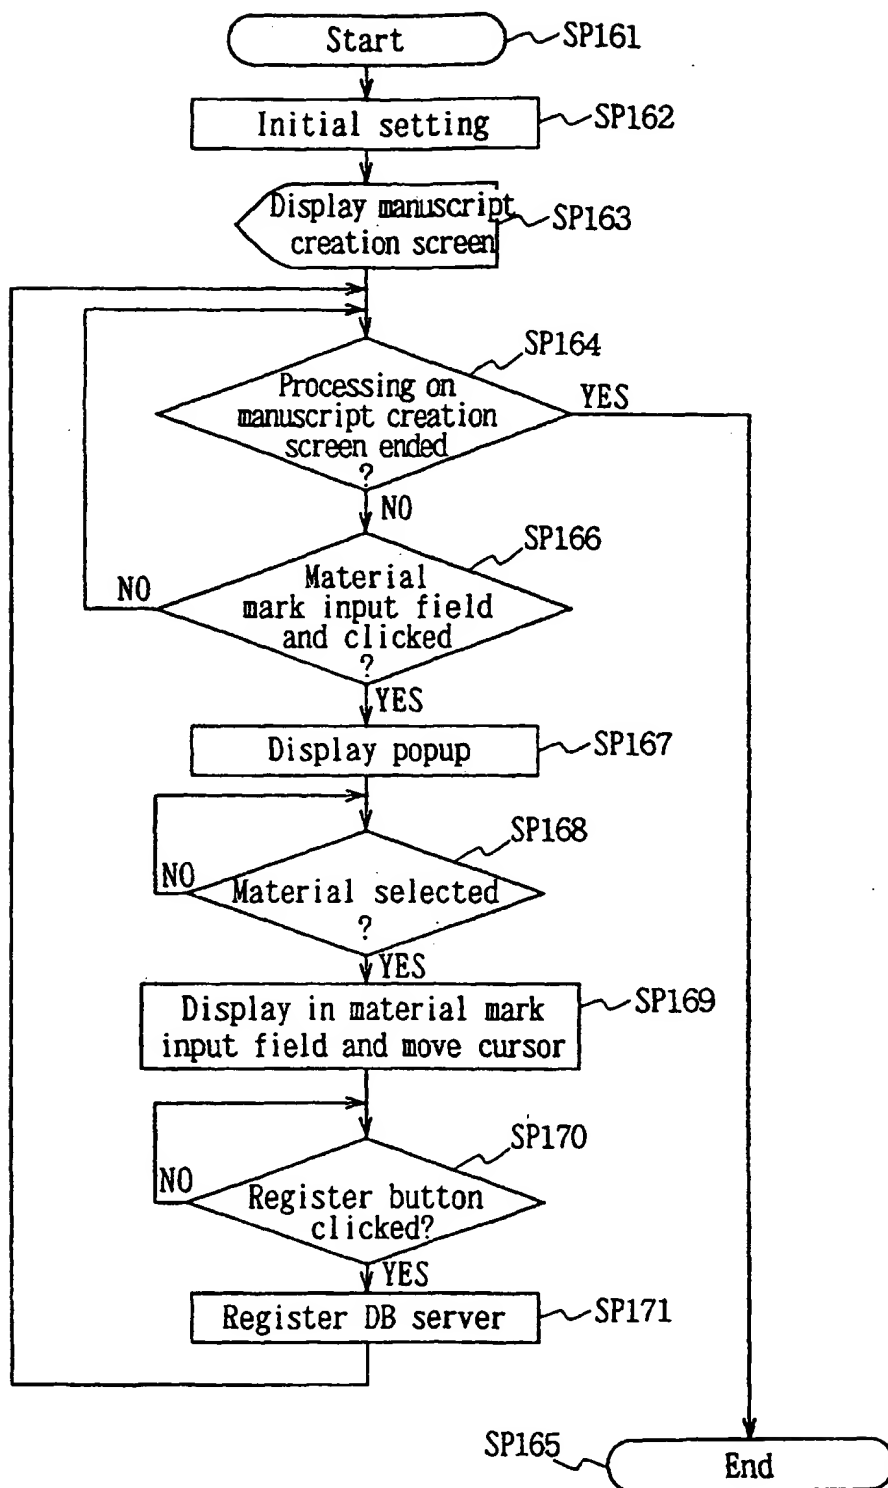 Start
SP161
Initial setting
SP162
Display manuscript
creation screen
SP163
SP164
Processing on
manuscript creation
screen ended
?
YES
NO
SP166
Material
mark input field
and clicked
?
NO
YES
Display popup
SP167
SP168
Material selected
?
NO
YES
Display in material mark
input field and move cursor
SP169
SP170
Register button
clicked?
NO
YES
Register DB server
SP171
SP165
End